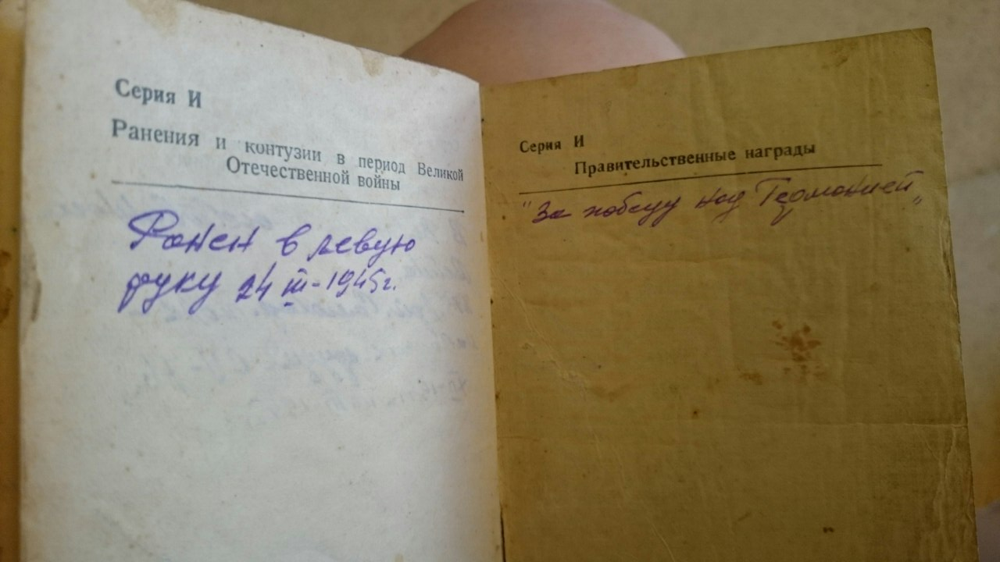 Серия И
Ранения и контузии в период Великой
Отечественной войны
Ранен в левую
руку 24 III-1945г.
Серия И
Правительственные награды
"За победу над Германией"